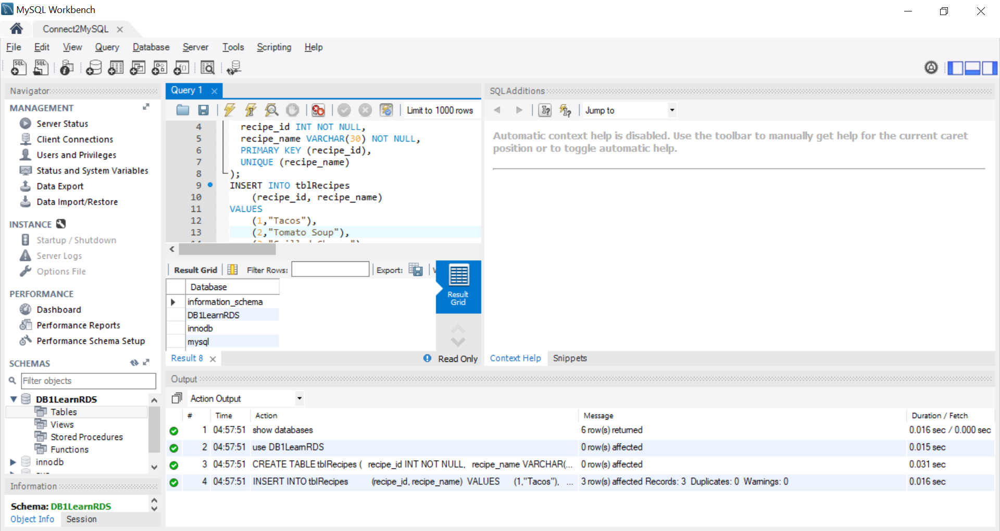 MySQL Workbench
Connect2MySQL
File Edit View Query Database Server Tools Scripting Help
Navigator
MANAGEMENT
Server Status
Client Connections
Users and Privileges
Status and System Variables
Data Export
Data Import/Restore
INSTANCE
Startup / Shutdown
Server Logs
Options File
PERFORMANCE
Dashboard
Performance Reports
Performance Schema Setup
SCHEMAS
Filter objects
DB1LearnRDS
Tables
Views
Stored Procedures
Functions
innodb
Information
Schema: DB1LearnRDS
Object Info Session
Query 1
Limit to 1000 rows
4 recipe_id INT NOT NULL,
5 recipe_name VARCHAR(30) NOT NULL,
6 PRIMARY KEY (recipe_id),
7 UNIQUE (recipe_name)
8 );
9 INSERT INTO tblRecipes
10 (recipe_id, recipe_name)
11 VALUES
12 (1,"Tacos"),
13 (2,"Tomato Soup"),
Result Grid Filter Rows: Export:
Database
information_schema
DB1LearnRDS
innodb
mysql
Result
Grid
Result 8 Read Only
SQLAdditions
Jump to
Automatic context help is disabled. Use the toolbar to manually get help for the current caret
position or to toggle automatic help.
Context Help Snippets
Output
Action Output
# Time Action Message Duration / Fetch
1 04:57:51 show databases 6 row(s) returned 0.016 sec / 0.000 sec
2 04:57:51 use DB1LearnRDS 0 row(s) affected 0.015 sec
3 04:57:51 CREATE TABLE tblRecipes ( recipe_id INT NOT NULL, recipe_name VARCHAR(... 0 row(s) affected 0.031 sec
4 04:57:51 INSERT INTO tblRecipes (recipe_id, recipe_name) VALUES (1,"Tacos"), ... 3 row(s) affected Records: 3 Duplicates: 0 Warnings: 0 0.016 sec